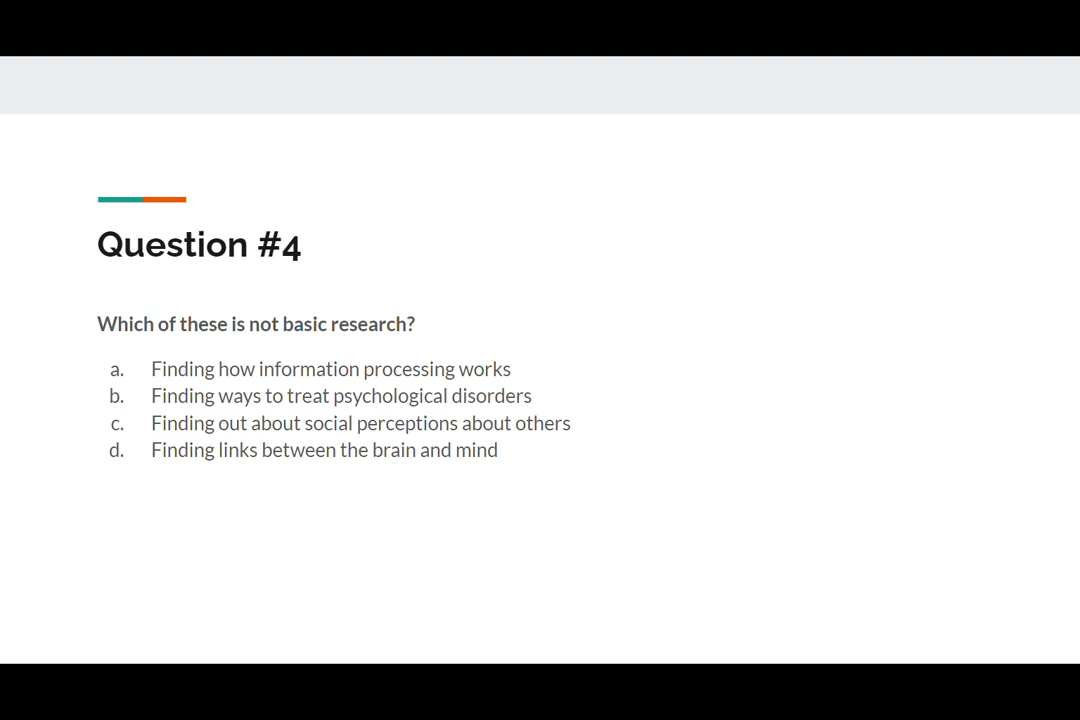 Question #4
Which of these is not basic research?
a. Finding how information processing works
b. Finding ways to treat psychological disorders
c. Finding out about social perceptions about others
d. Finding links between the brain and mind